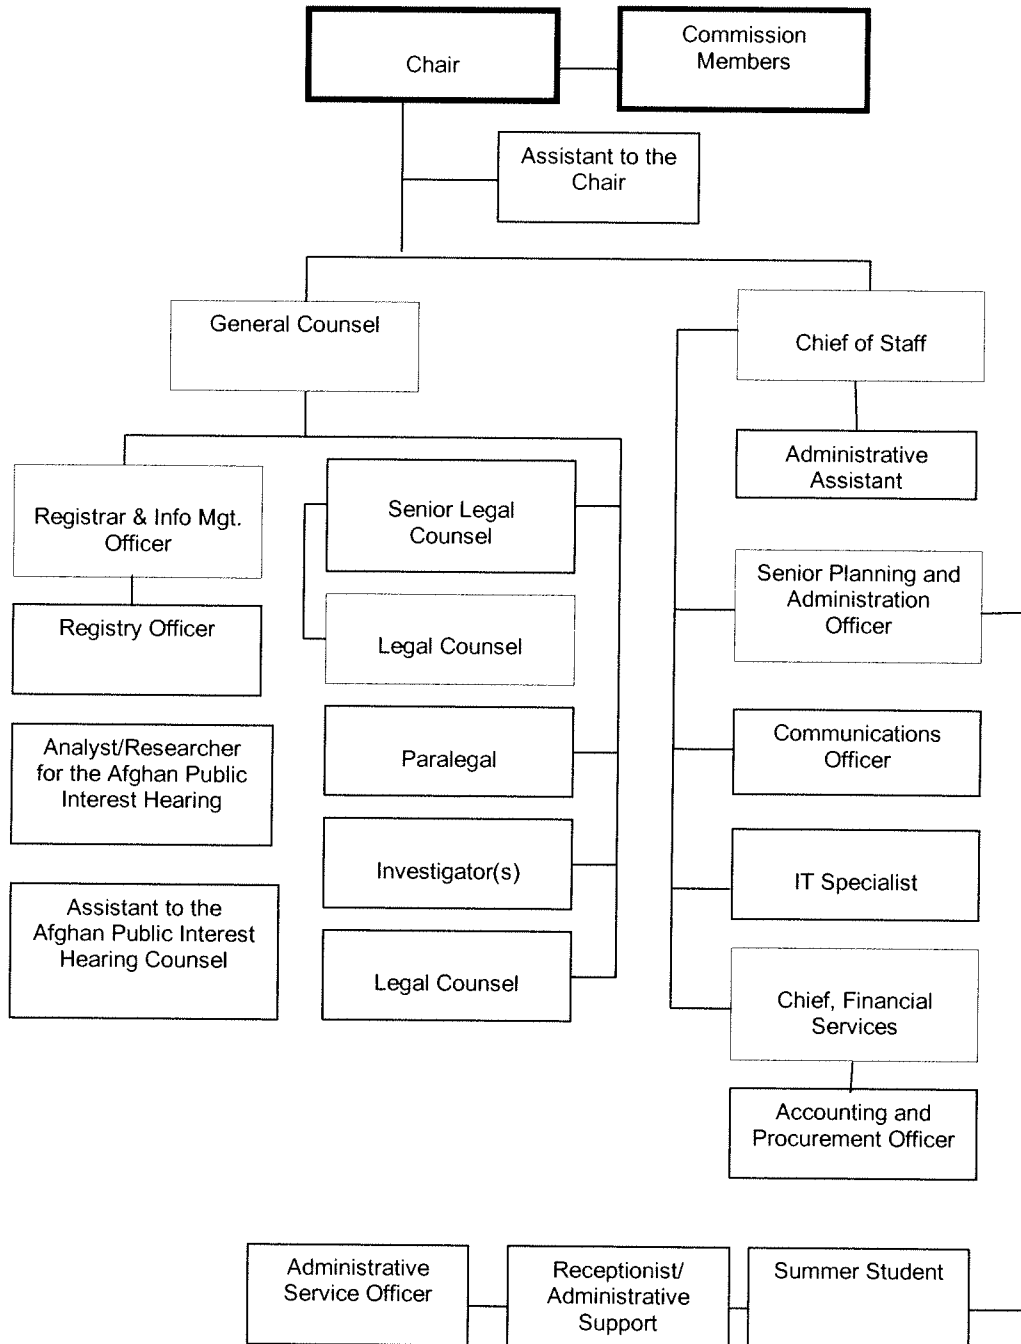 Chair
Commission
Members
Assistant to the
Chair
General Counsel
Chief of Staff
Administrative
Assistant
Registrar & Info Mgt.
Officer
Senior Legal
Counsel
Senior Planning and
Administration
Officer
Registry Officer
Legal Counsel
Analyst/Researcher
for the Afghan Public
Interest Hearing
Paralegal
Communications
Officer
Investigator(s)
IT Specialist
Assistant to the
Afghan Public Interest
Hearing Counsel
Legal Counsel
Chief, Financial
Services
Accounting and
Procurement Officer
Administrative
Service Officer
Receptionist/
Administrative
Support
Summer Student